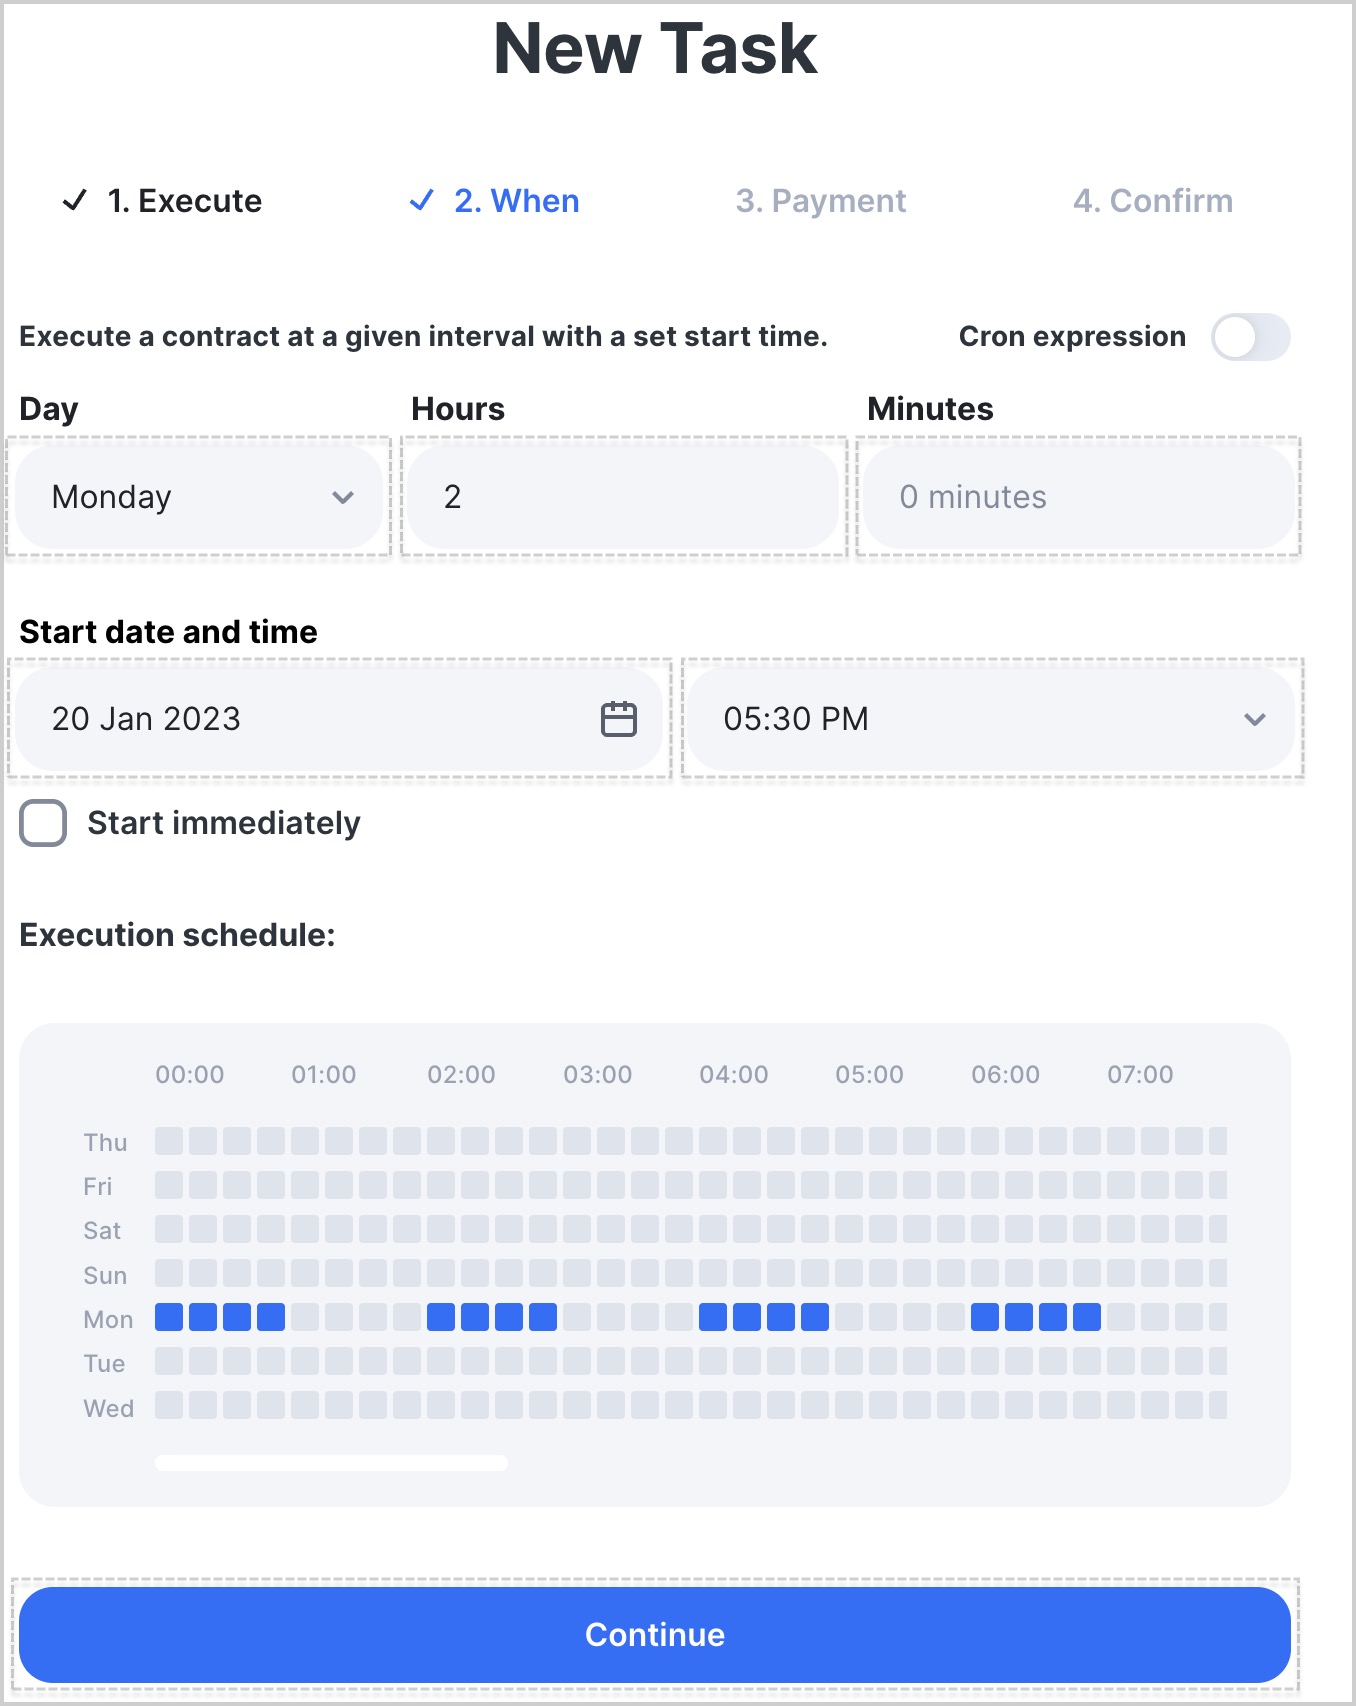 New Task
1. Execute 2. When 3. Payment 4. Confirm
Execute a contract at a given interval with a set start time. Cron expression
Day Hours Minutes
Monday 2 0 minutes
Start date and time
20 Jan 2023 05:30 PM
Start immediately
Execution schedule:
00:00 01:00 02:00 03:00 04:00 05:00 06:00 07:00
Thu
Fri
Sat
Sun
Mon
Tue
Wed
Continue